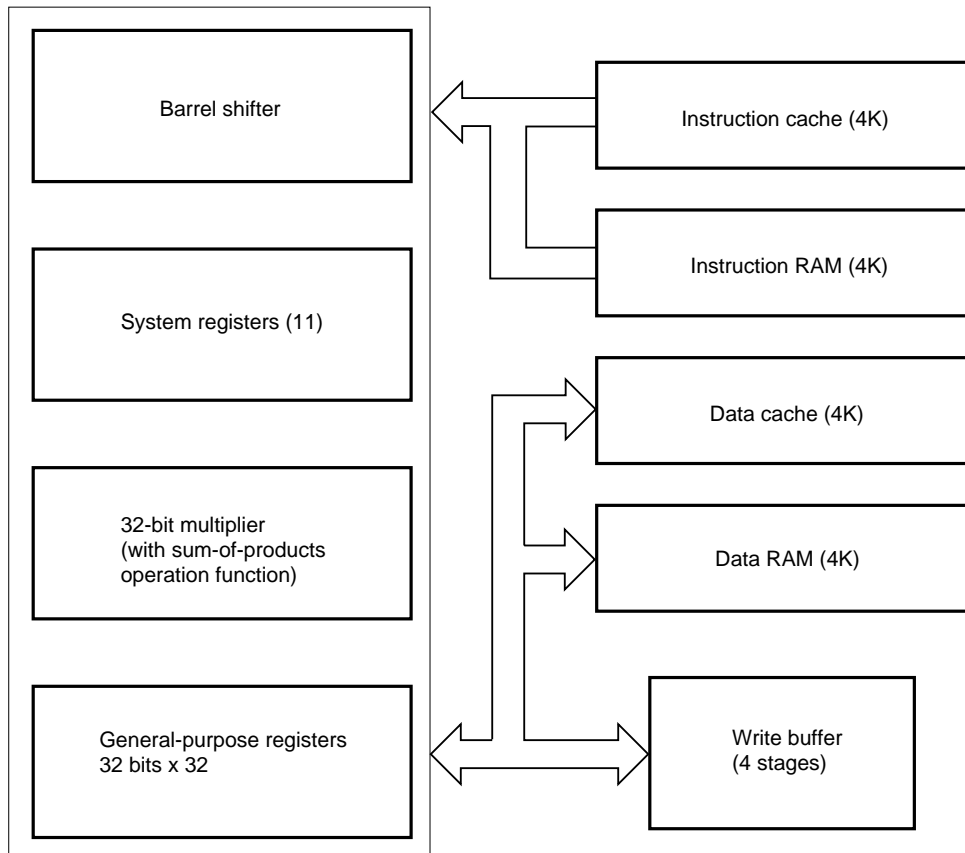 Barrel shifter
System registers (11)
32-bit multiplier
(with sum-of-products
operation function)
General-purpose registers
32 bits x 32
Instruction cache (4K)
Instruction RAM (4K)
Data cache (4K)
Data RAM (4K)
Write buffer
(4 stages)